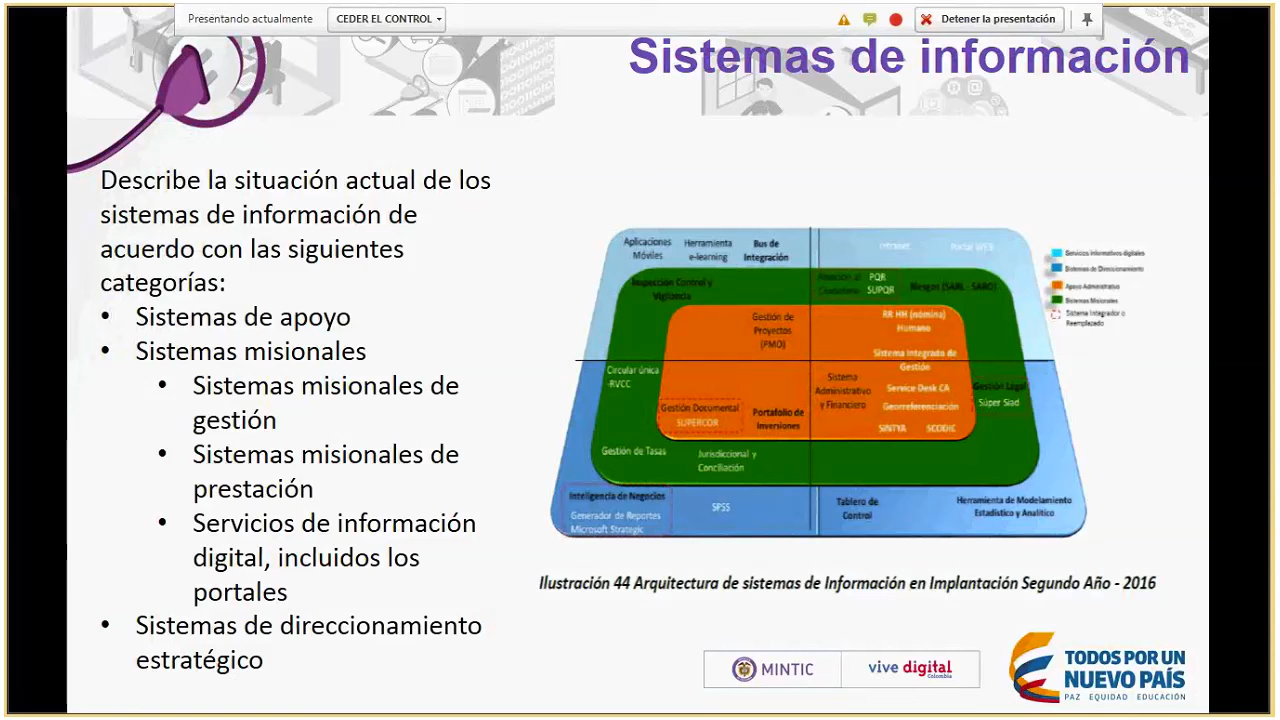 Presentando actualmente
CEDER EL CONTROL
Detener la presentación
Sistemas de información
Describe la situación actual de los
sistemas de información de
acuerdo con las siguientes
categorías:
• Sistemas de apoyo
• Sistemas misionales
• Sistemas misionales de
gestión
• Sistemas misionales de
prestación
• Servicios de información
digital, incluidos los
portales
• Sistemas de direccionamiento
estratégico
Aplicaciones
Móviles
Herramienta
e-learning
Bus de
Integración
Intranet
Portal WEB
Inspección Control y
Vigilancia
Atención al
Ciudadano
PQR
SUPQR
Riesgos (SARL - SARO)
Gestión de
Proyectos
(PMO)
RR HH (nómina)
Humano
Sistema Integrado de
Gestión
Circular única
-RVCC
Sistema
Administrativo
y Financiero
Service Desk CA
Georreferenciación
SINTYA
SCODIC
Gestión Legal
Súper Siad
Gestión Documental
SUPERCOR
Portafolio de
Inversiones
Gestión de Tasas
Jurisdiccional y
Conciliación
Inteligencia de Negocios
Generador de Reportes
Microsoft Strategic
SPSS
Tablero de
Control
Herramienta de Modelamiento
Estadístico y Analítico
Servicios Informativos digitales
Sistemas de Direccionamiento
Apoyo Administrativo
Sistemas Misionales
Sistema Integrador o
Reemplazado
Ilustración 44 Arquitectura de sistemas de Información en Implantación Segundo Año - 2016
MINTIC
vive digital
Colombia
TODOS POR UN
NUEVO PAÍS
PAZ EQUIDAD EDUCACIÓN